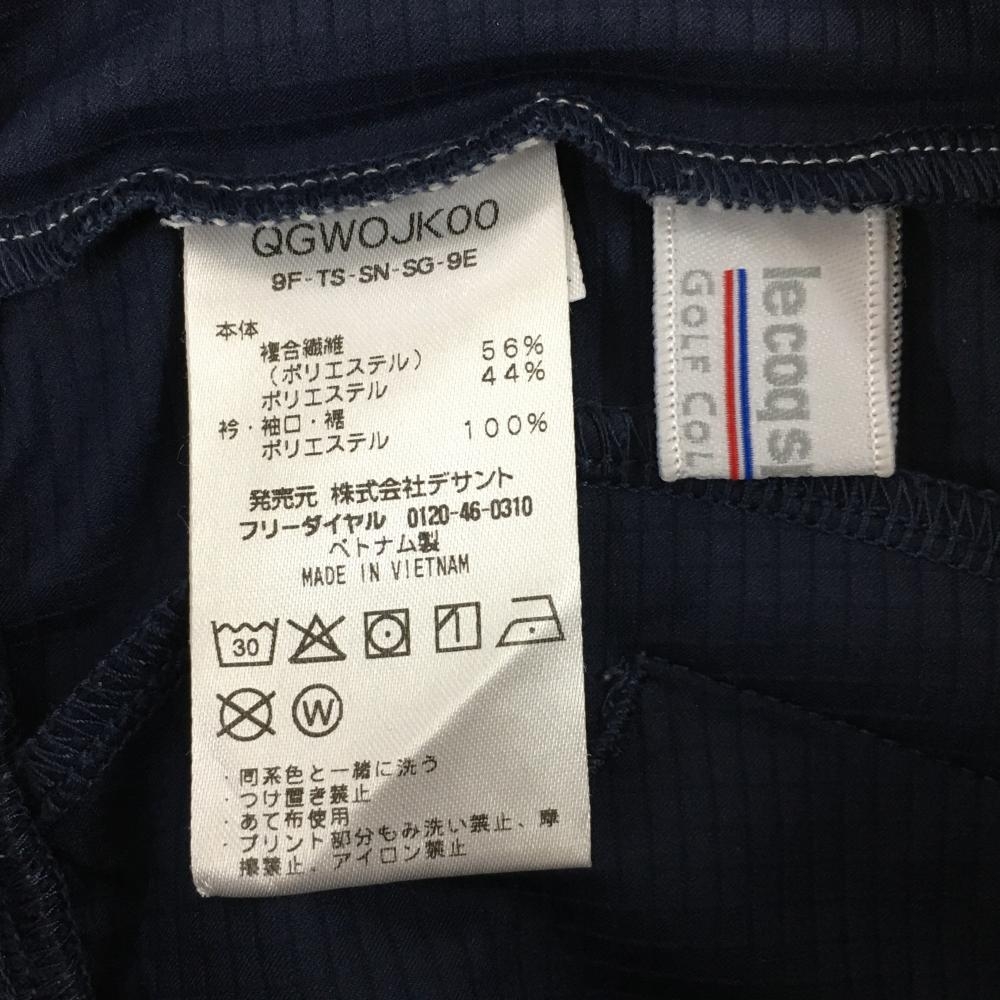 QGWOJK00
9F-TS-SN-SG-9E
本体
複合繊維 56%
(ポリエステル)
ポリエステル 44%
衿・袖口・裾
ポリエステル 100%
発売元 株式会社デサント
フリーダイヤル 0120-46-0310
ベトナム製
MADE IN VIETNAM
30
W
・同系色と一緒に洗う
・つけ置き禁止
・あて布使用
・プリント部分もみ洗い禁止、摩
擦禁止、アイロン禁止
lecoqs
GOLF COL